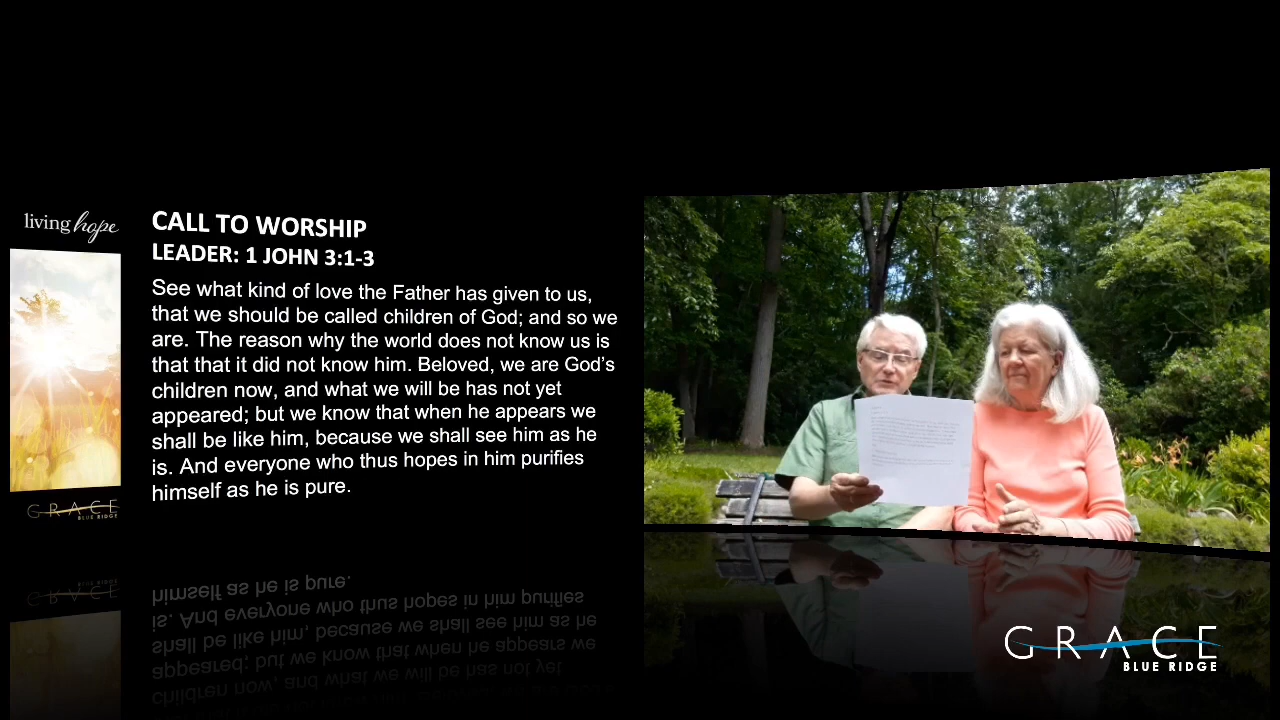 living hope
CALL TO WORSHIP
LEADER: 1 JOHN 3:1-3
See what kind of love the Father has given to us,
that we should be called children of God; and so we
are. The reason why the world does not know us is
that that it did not know him. Beloved, we are God's
children now, and what we will be has not yet
appeared; but we know that when he appears we
shall be like him, because we shall see him as he
is. And everyone who thus hopes in him purifies
himself as he is pure.
GRACE
BLUE RIDGE
GRACE
BLUE RIDGE